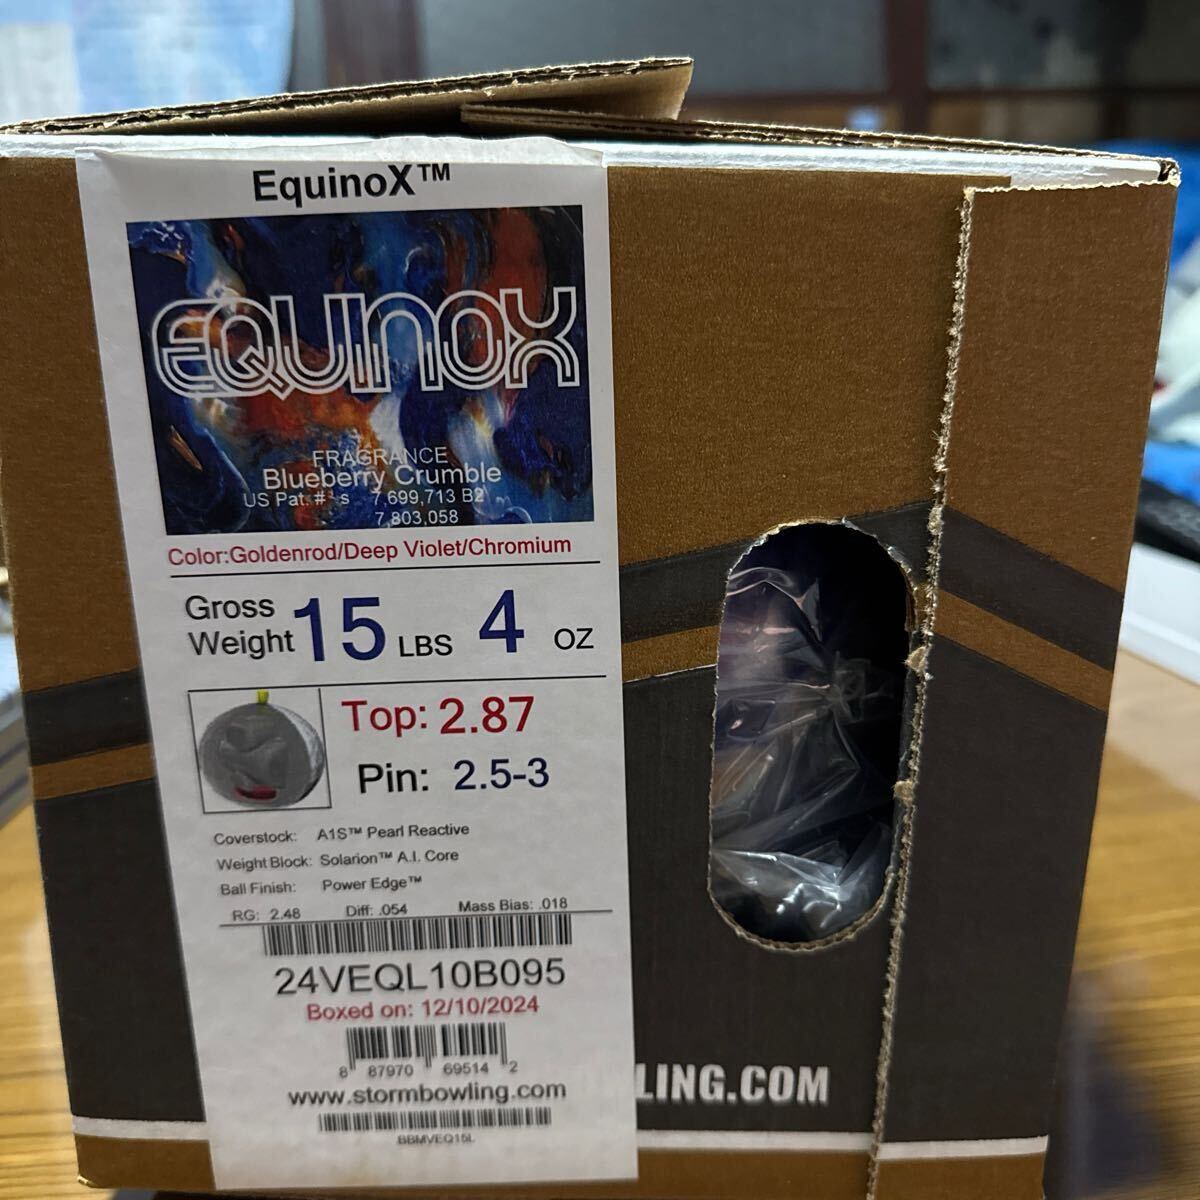 EquinoX™
EQUINOX
FRAGRANCE
Blueberry Crumble
US Pat.#'s 7,699,713 B2
7,803,058
Color:Goldenrod/Deep Violet/Chromium
Gross Weight 15 LBS 4 OZ
Top: 2.87
Pin: 2.5-3
Coverstock: A1S™ Pearl Reactive
Weight Block: Solarion™ A.I. Core
Ball Finish: Power Edge™
RG: 2.48 Diff: .054 Mass Bias: .018
24VEQL10B095
Boxed on: 12/10/2024
8 87970 69514 2
www.stormbowling.com
BBMVEQ15L
LING.COM